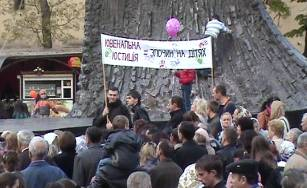 ЮВЕНАЛЬНА
ЮСТИЦІЯ = ЗЛОЧИН НА ДІТЯХ